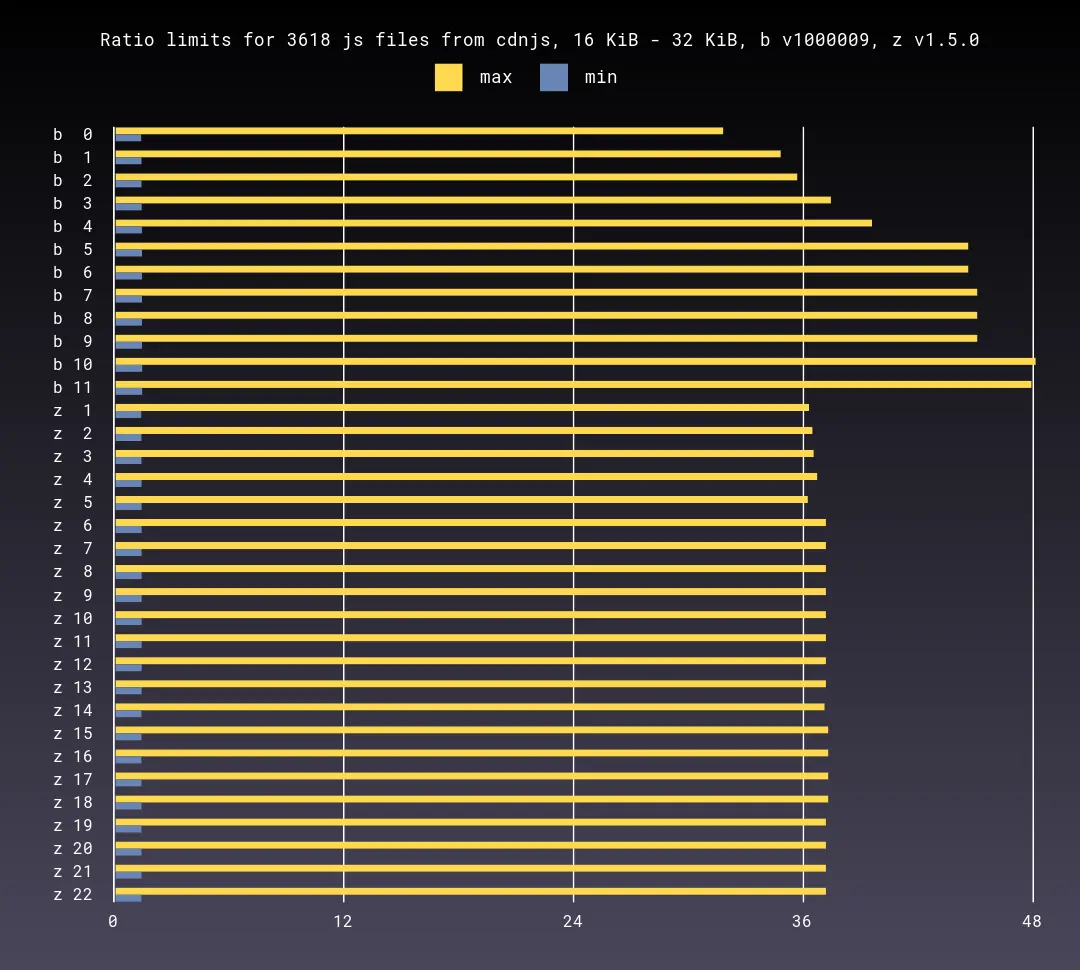 Ratio limits for 3618 js files from cdnjs, 16 KiB - 32 KiB, b v1000009, z v1.5.0
max min
b 0
b 1
b 2
b 3
b 4
b 5
b 6
b 7
b 8
b 9
b 10
b 11
z 1
z 2
z 3
z 4
z 5
z 6
z 7
z 8
z 9
z 10
z 11
z 12
z 13
z 14
z 15
z 16
z 17
z 18
z 19
z 20
z 21
z 22
0 12 24 36 48